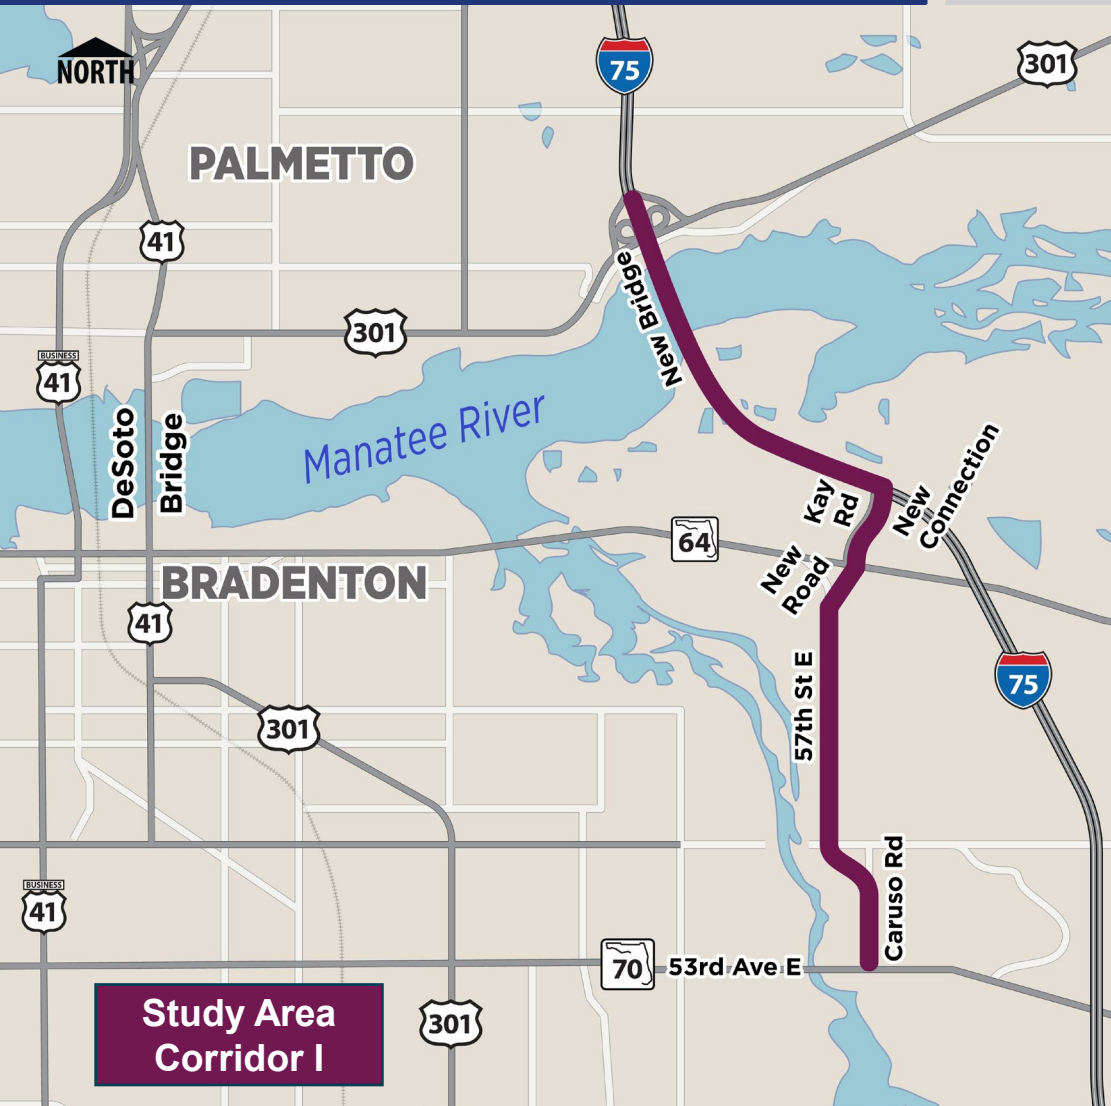 NORTH
75
301
PALMETTO
41
New Bridge
301
BUSINESS
41
DeSoto
Bridge
Manatee River
Kay
Rd
New
Connection
64
New
Road
BRADENTON
41
57th St E
75
301
Caruso Rd
BUSINESS
41
70
53rd Ave E
Study Area
Corridor I
301